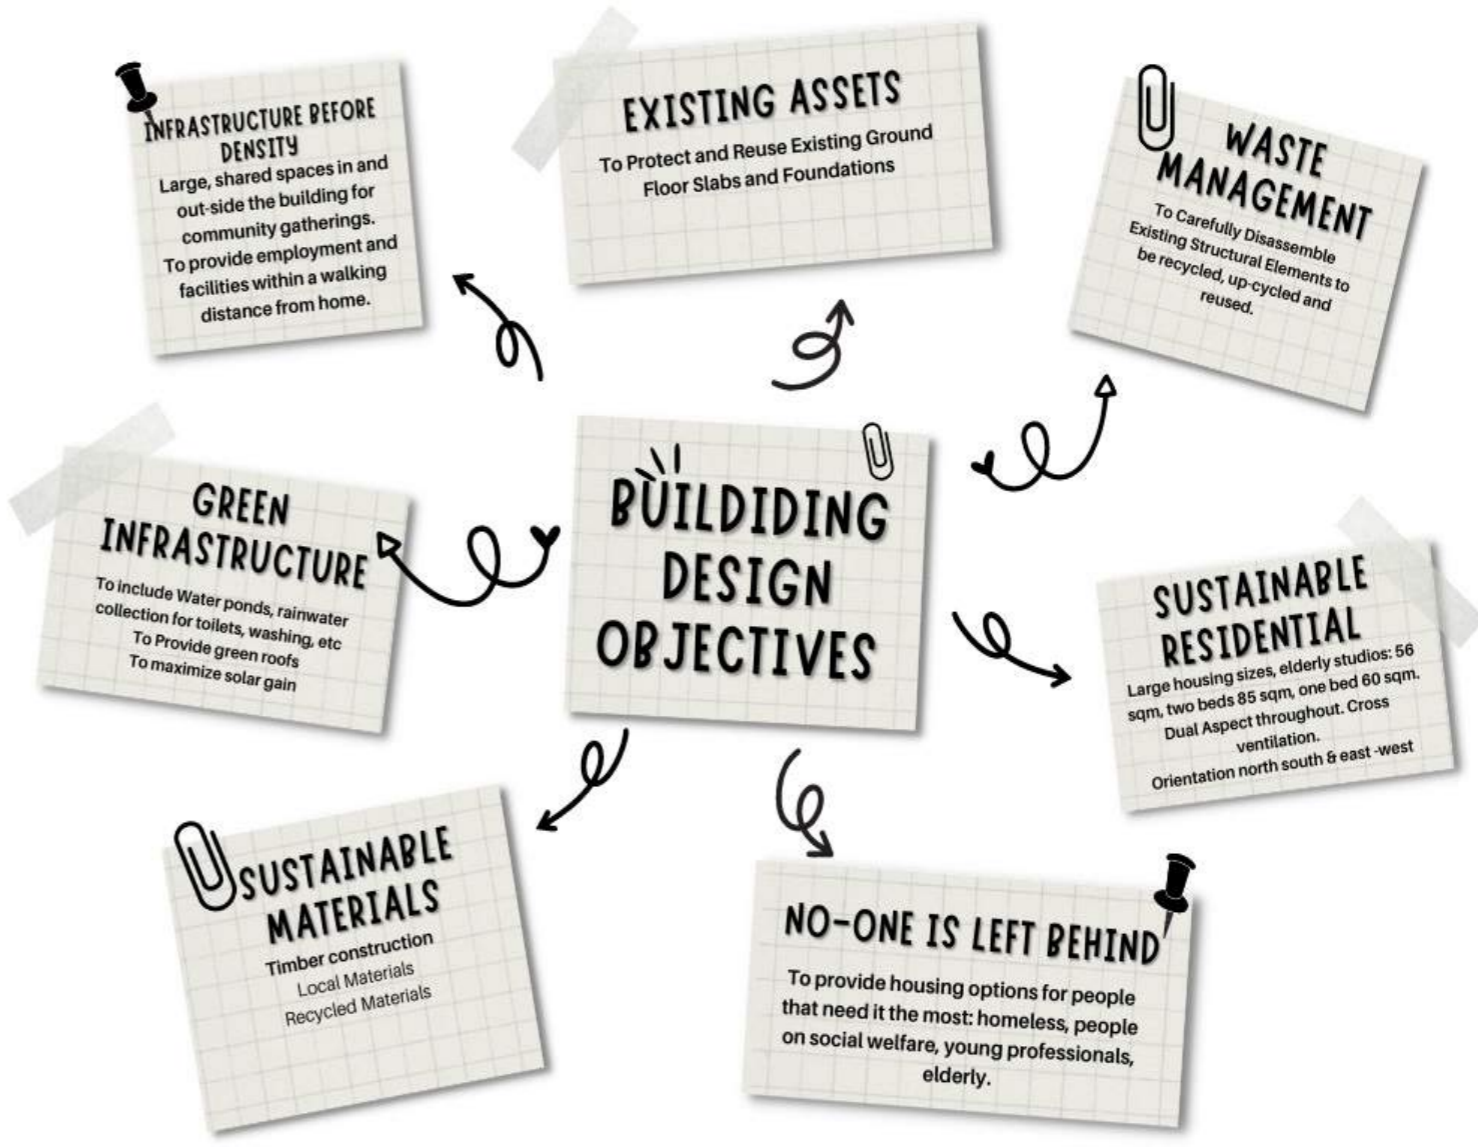 INFRASTRUCTURE BEFORE
DENSITY
Large, shared spaces in and
out-side the building for
community gatherings.
To provide employment and
facilities within a walking
distance from home.
EXISTING ASSETS
To Protect and Reuse Existing Ground
Floor Slabs and Foundations
WASTE
MANAGEMENT
To Carefully Disassemble
Existing Structural Elements to
be recycled, up-cycled and
reused.
GREEN
INFRASTRUCTURE
To include Water ponds, rainwater
collection for toilets, washing, etc
To Provide green roofs
To maximize solar gain
BUILDIDING
DESIGN
OBJECTIVES
SUSTAINABLE
RESIDENTIAL
Large housing sizes, elderly studios: 56
sqm, two beds 85 sqm, one bed 60 sqm.
Dual Aspect throughout. Cross
ventilation.
Orientation north south & east -west
SUSTAINABLE
MATERIALS
Timber construction
Local Materials
Recycled Materials
NO-ONE IS LEFT BEHIND
To provide housing options for people
that need it the most: homeless, people
on social welfare, young professionals,
elderly.